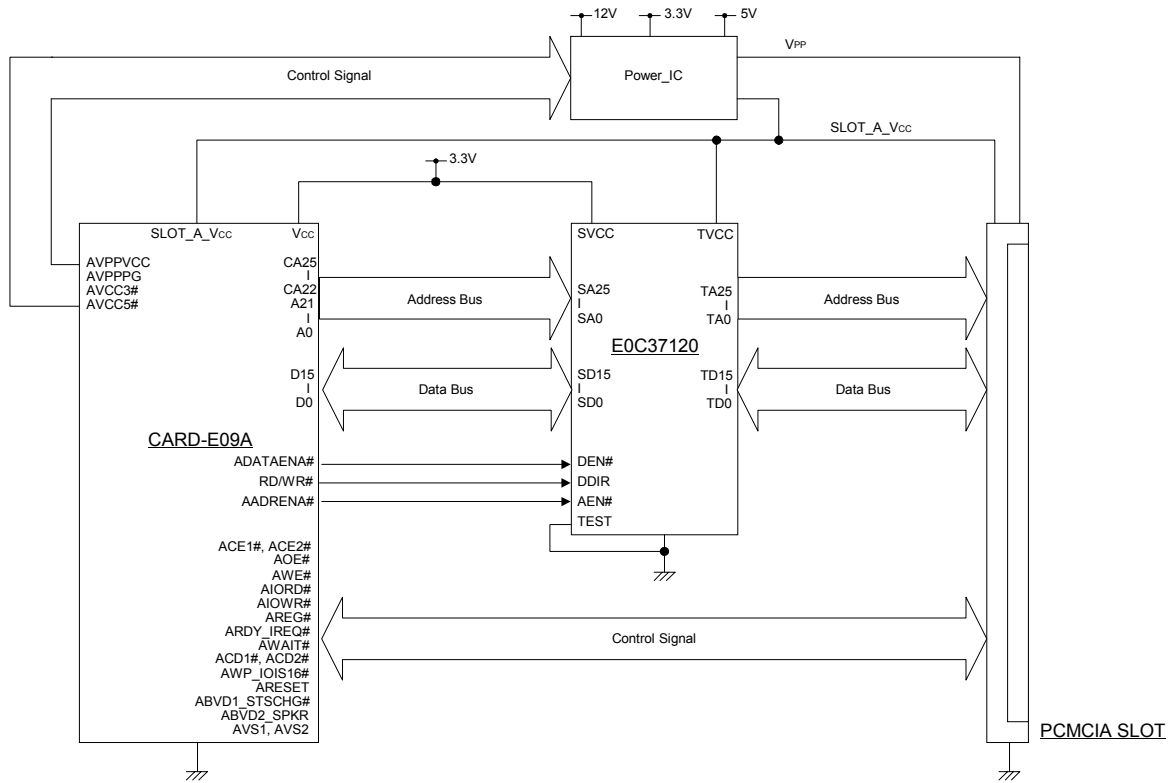 12V
3.3V
5V
VPP
Control Signal
Power_IC
SLOT_A_VCC
3.3V
SLOT_A_VCC
VCC
SVCC
TVCC
AVPPVCC
AVPPPG
AVCC3#
AVCC5#
CA25
I
CA22
A21
I
A0
Address Bus
SA25
I
SA0
TA25
I
TA0
Address Bus
E0C37120
D15
I
D0
Data Bus
SD15
I
SD0
TD15
I
TD0
Data Bus
CARD-E09A
ADATAENA#
RD/WR#
AADRENA#
DEN#
DDIR
AEN#
TEST
ACE1#, ACE2#
AOE#
AWE#
AIORD#
AIOWR#
AREG#
ARDY_IREQ#
AWAIT#
ACD1#, ACD2#
AWP_IOIS16#
ARESET
ABVD1_STSCHG#
ABVD2_SPKR
AVS1, AVS2
Control Signal
PCMCIA SLOT